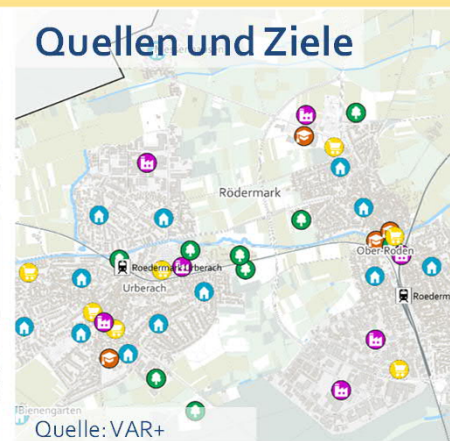 Quellen und Ziele
Rödermark
Ober-Roden
Roedermark Urberach
Urberach
Roederm
Bienengarten
Quelle: VAR+